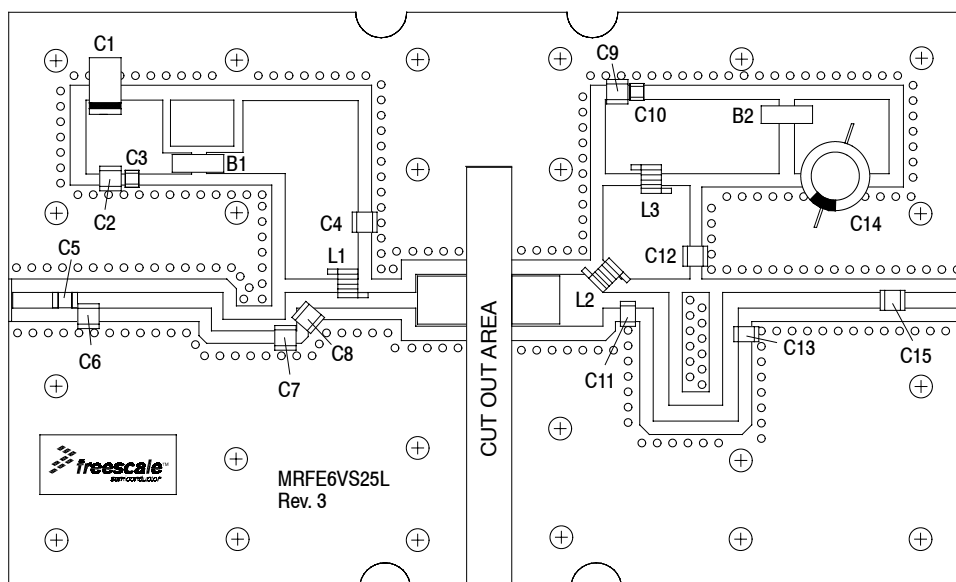 C1
C9
C10
B2
C3
B1
C2
C4
L3
C14
C5
L1
C12
L2
C6
C8
C7
C11
C13
C15
CUT OUT AREA
freescale™
semiconductor
MRFE6VS25L
Rev. 3